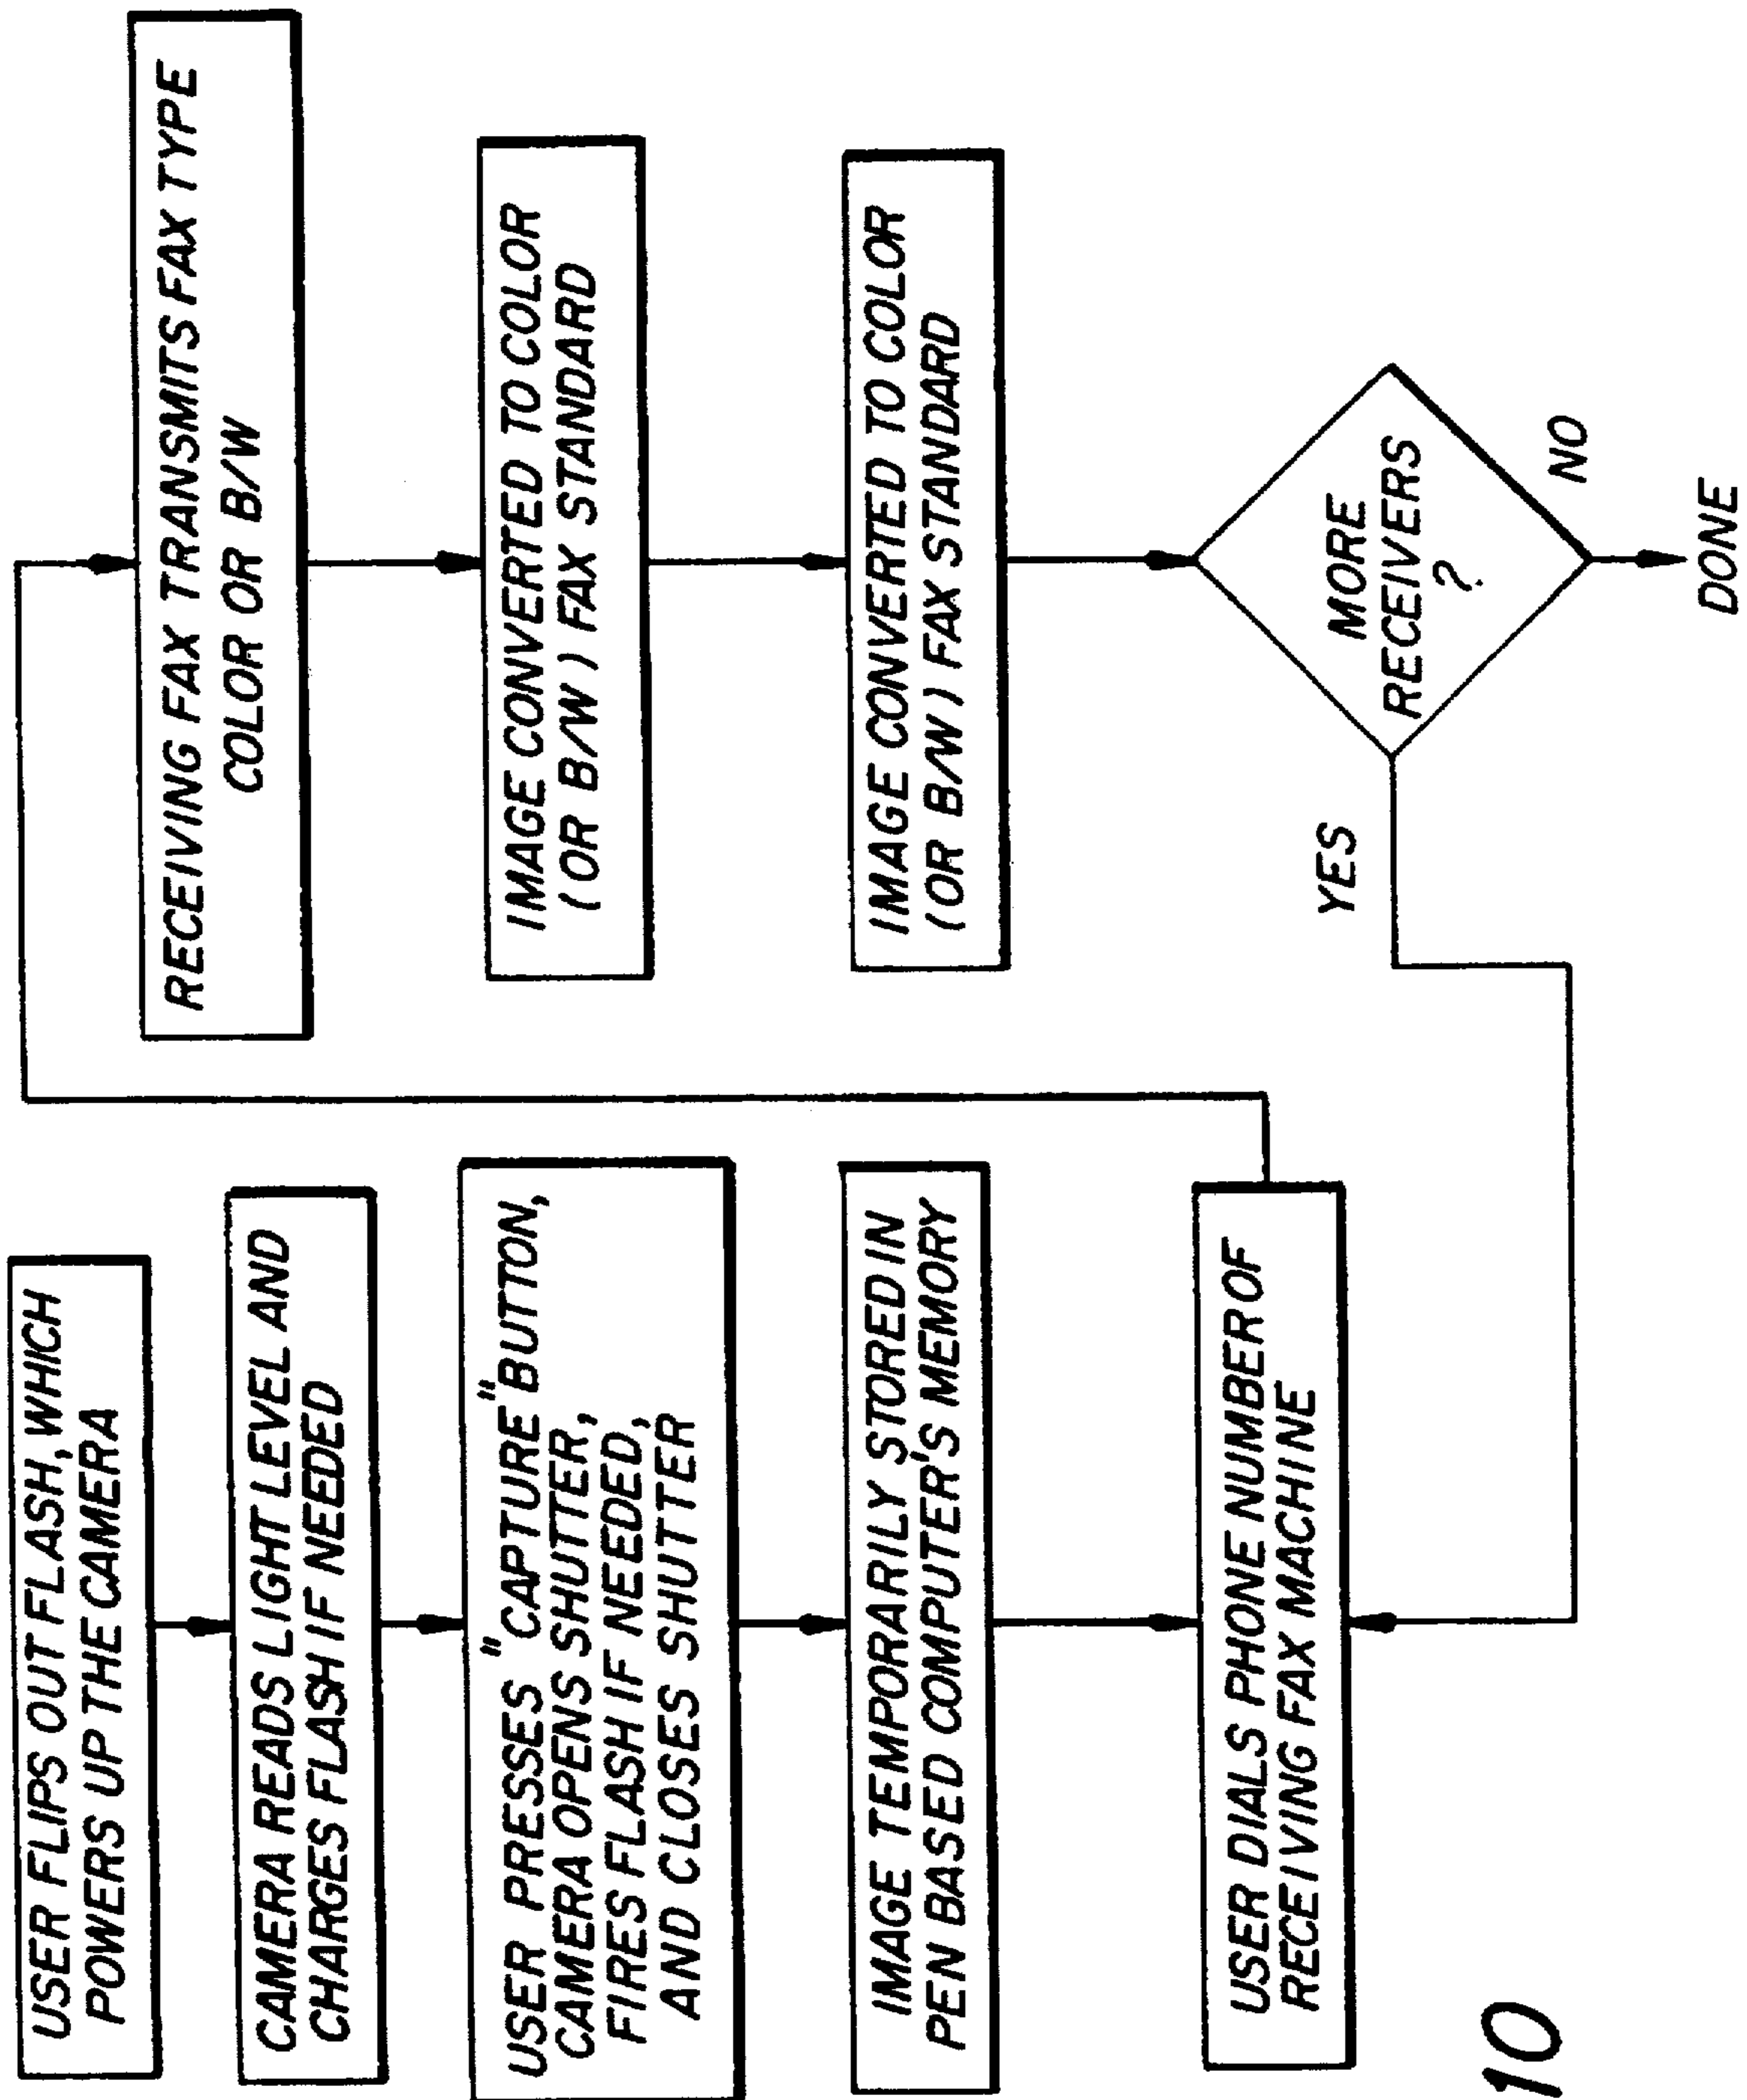 USER FLIPS OUT FLASH, WHICH
POWERS UP THE CAMERA
CAMERA READS LIGHT LEVEL AND
CHARGES FLASH IF NEEDED
USER PRESSES "CAPTURE" BUTTON,
CAMERA OPENS SHUTTER,
FIRES FLASH IF NEEDED,
AND CLOSES SHUTTER
IMAGE TEMPORARILY STORED IN
PEN BASED COMPUTER'S MEMORY
USER DIALS PHONE NUMBER OF
RECEIVING FAX MACHINE
RECEIVING FAX TRANSMITS FAX TYPE
COLOR OR B/W
IMAGE CONVERTED TO COLOR
(OR B/W) FAX STANDARD
IMAGE CONVERTED TO COLOR
(OR B/W) FAX STANDARD
MORE
RECEIVERS
?
YES
NO
DONE
10